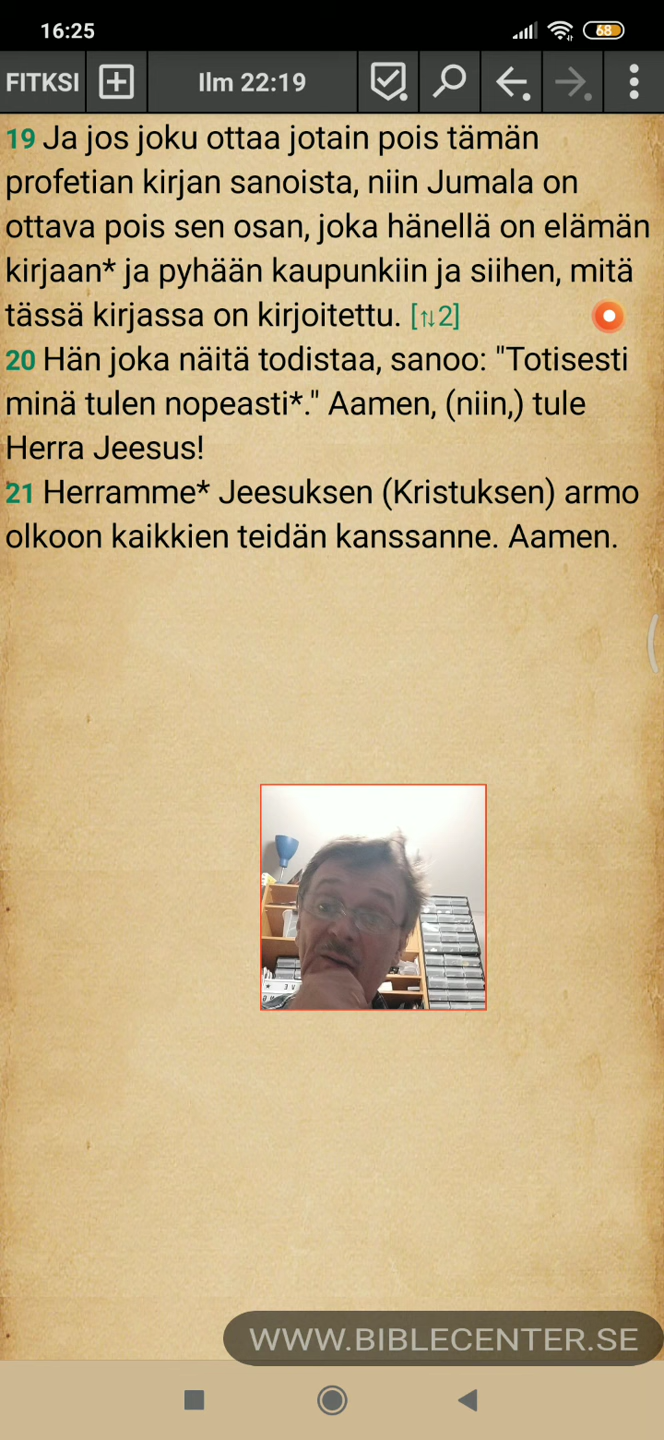 16:25
68
FITKSI
Ilm 22:19
19 Ja jos joku ottaa jotain pois tämän
profetian kirjan sanoista, niin Jumala on
ottava pois sen osan, joka hänellä on elämän
kirjaan* ja pyhään kaupunkiin ja siihen, mitä
tässä kirjassa on kirjoitettu. [⇅2]
20 Hän joka näitä todistaa, sanoo: "Totisesti
minä tulen nopeasti*." Aamen, (niin,) tule
Herra Jeesus!
21 Herramme* Jeesuksen (Kristuksen) armo
olkoon kaikkien teidän kanssanne. Aamen.
WWW.BIBLECENTER.SE